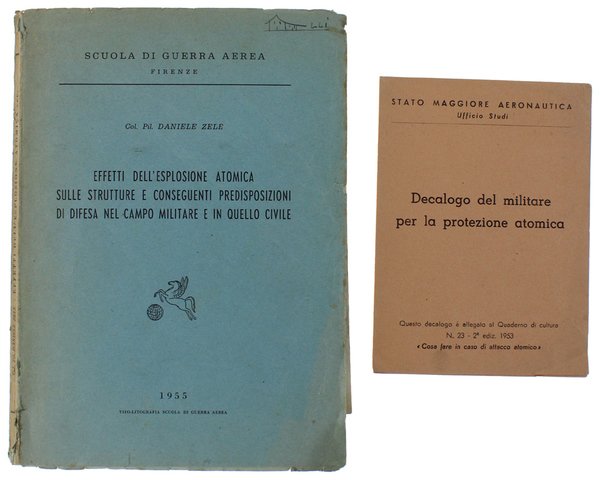 SCUOLA DI GUERRA AEREA
FIRENZE
Col. Pil. DANIELE ZELE
EFFETTI DELL'ESPLOSIONE ATOMICA
SULLE STRUTTURE E CONSEGUENTI PREDISPOSIZIONI
DI DIFESA NEL CAMPO MILITARE E IN QUELLO CIVILE
1955
TIPO-LITOGRAFIA SCUOLA DI GUERRA AEREA
STATO MAGGIORE AERONAUTICA
Ufficio Studi
Decalogo del militare
per la protezione atomica
Questo decalogo è allegato al Quaderno di cultura
N. 23 - 2ª ediz. 1953
«Cosa fare in caso di attacco atomico»